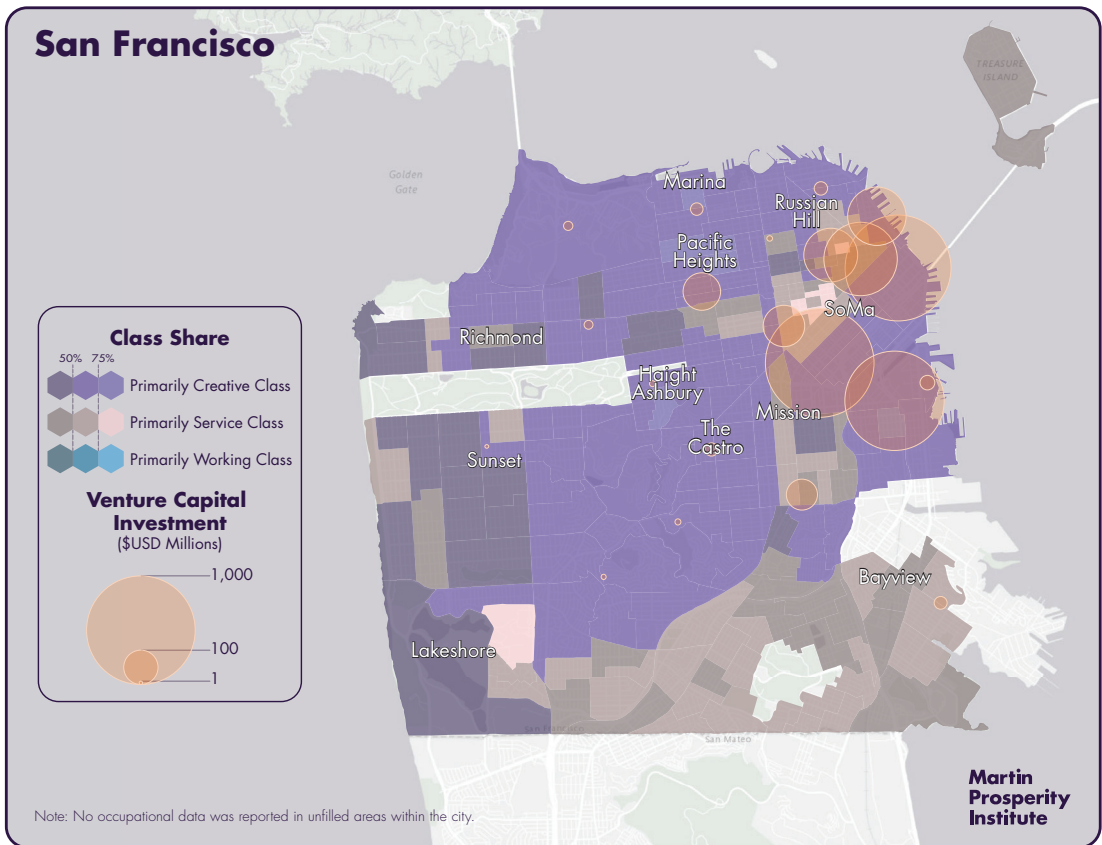 San Francisco
TREASURE
ISLAND
Golden
Gate
Marina
Russian
Hill
Pacific
Heights
SoMa
Richmond
Haight
Ashbury
Mission
The
Castro
Sunset
Bayview
Lakeshore
San Francisco
San Mateo
Class Share
50% 75%
Primarily Creative Class
Primarily Service Class
Primarily Working Class
Venture Capital
Investment
($USD Millions)
1,000
100
1
Note: No occupational data was reported in unfilled areas within the city.
Martin
Prosperity
Institute